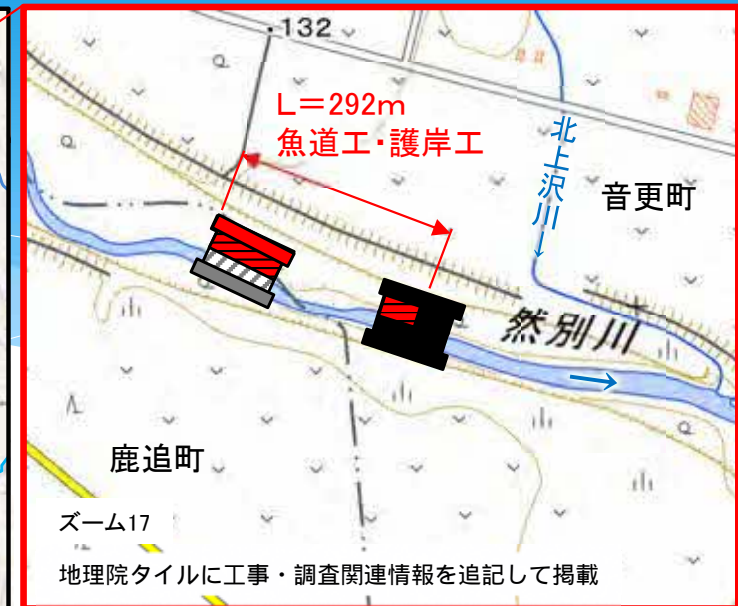 132
L=292m
魚道工・護岸工
北上沢川→
音更町
然別川
→
鹿追町
ズーム17
地理院タイルに工事・調査関連情報を追記して掲載